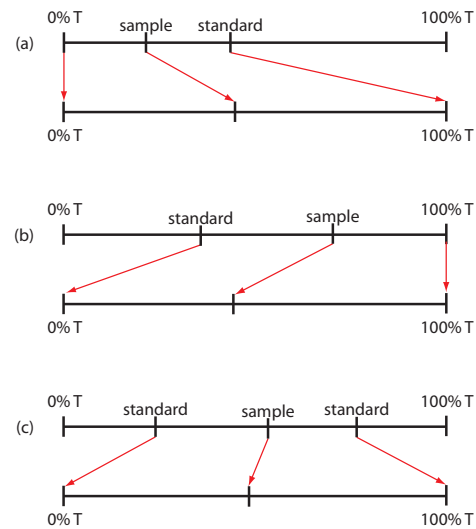 0% T sample standard 100% T
(a)
0% T 100% T
0% T standard sample 100% T
(b)
0% T 100% T
0% T standard sample standard 100% T
(c)
0% T 100% T